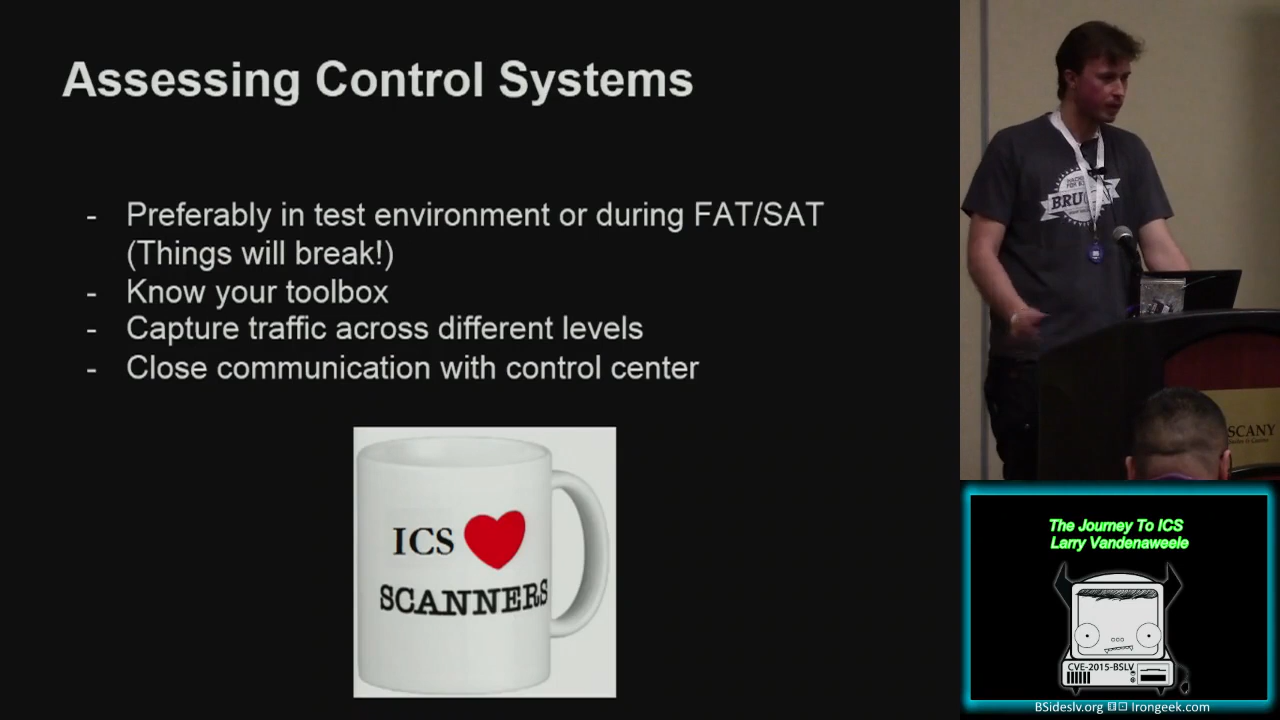 Assessing Control Systems
- Preferably in test environment or during FAT/SAT
(Things will break!)
- Know your toolbox
- Capture traffic across different levels
- Close communication with control center
ICS
SCANNERS
BRU
SCANY
The Journey To ICS
Larry Vandenaweele
CVE-2015-BSLV
BSideslv.org
Irongeek.com